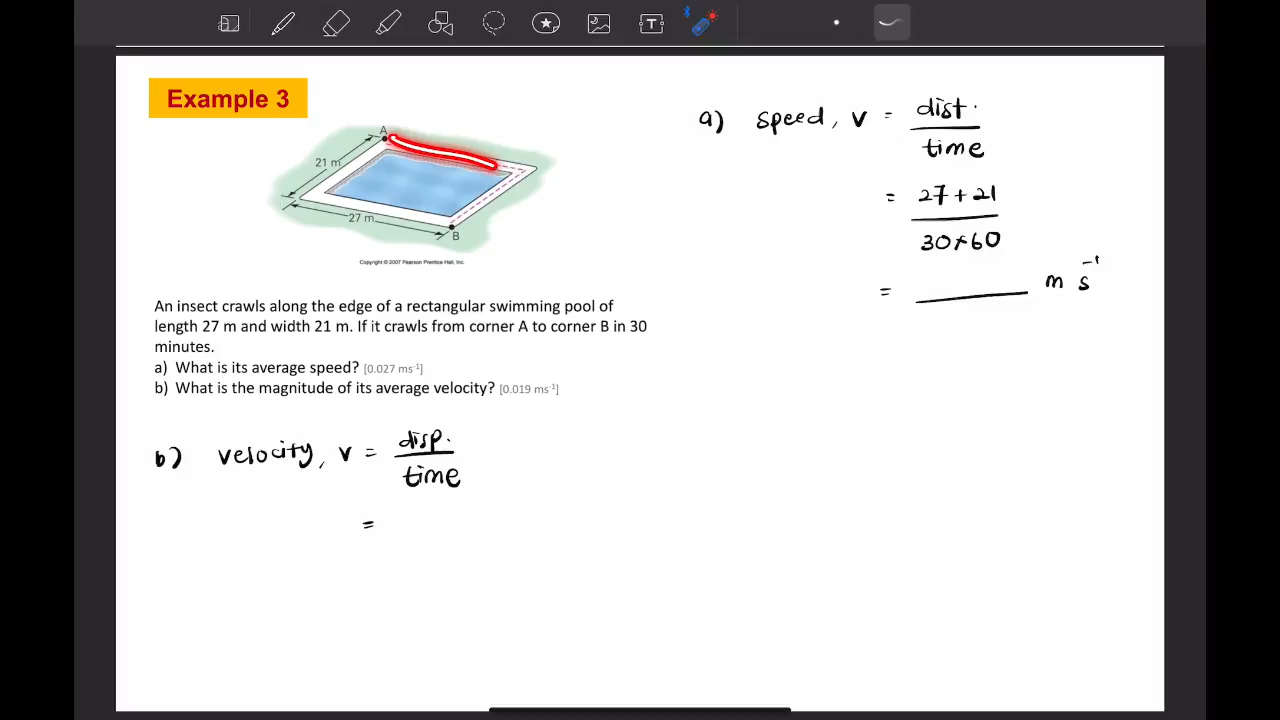 Example 3
A
21 m
27 m
B
Copyright © 2007 Pearson Prentice Hall, Inc.
An insect crawls along the edge of a rectangular swimming pool of
length 27 m and width 21 m. If it crawls from corner A to corner B in 30
minutes.
a) What is its average speed? [0.027 ms⁻¹]
b) What is the magnitude of its average velocity? [0.019 ms⁻¹]
b) velocity, v = disp. / time
=
a) speed, v = dist. / time
= 27 + 21 / 30 × 60
= ______ m s⁻¹